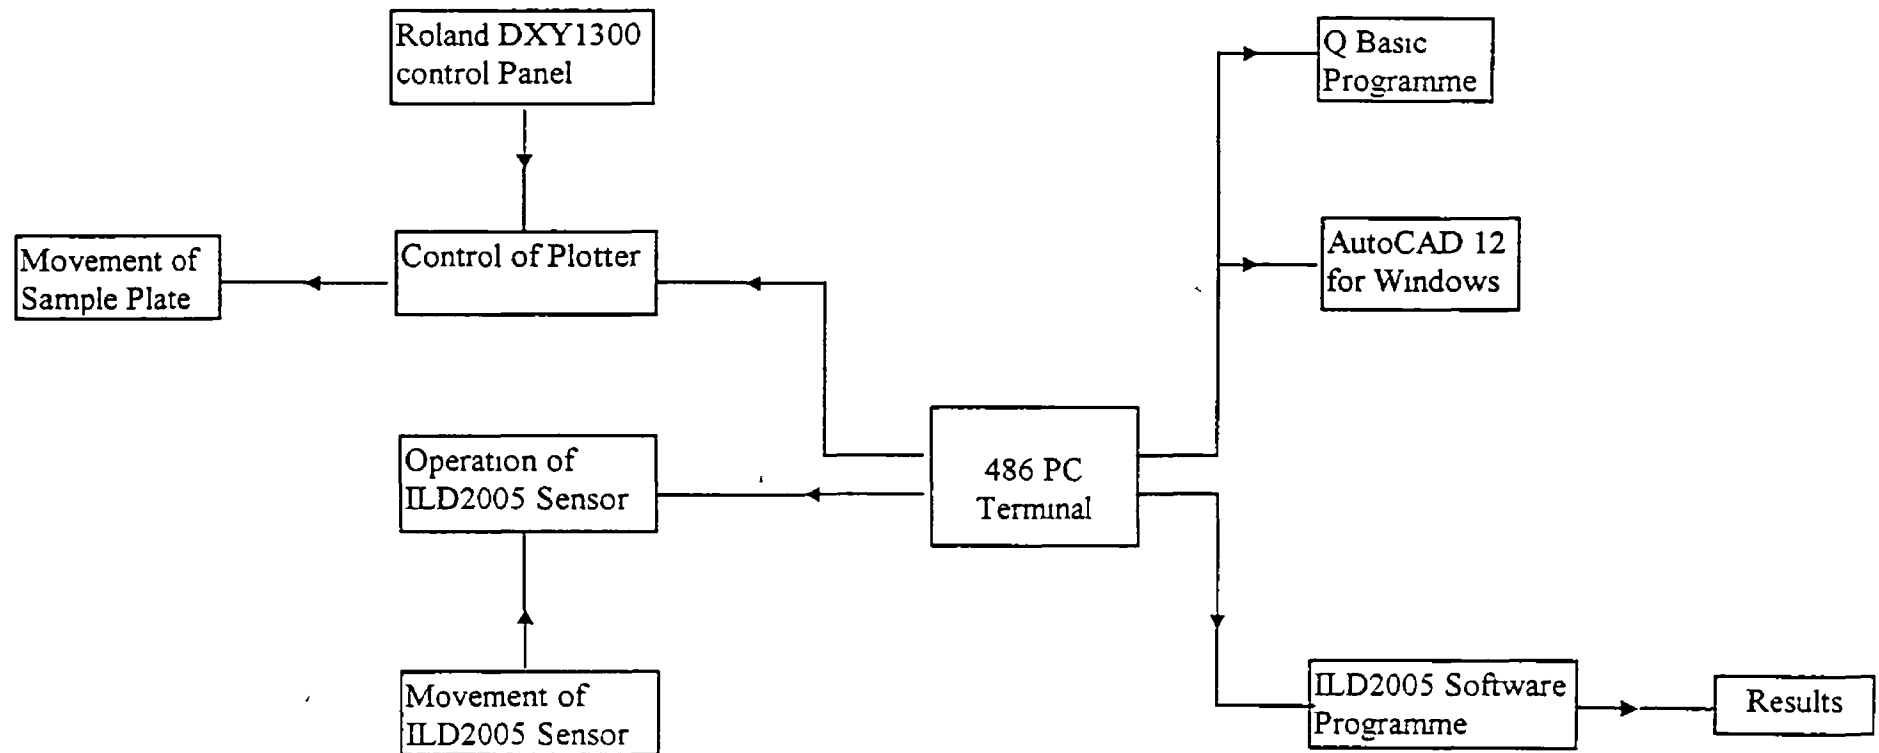 Roland DXY1300
control Panel
Q Basic
Programme
Movement of
Sample Plate
Control of Plotter
AutoCAD 12
for Windows
Operation of
ILD2005 Sensor
486 PC
Terminal
Movement of
ILD2005 Sensor
ILD2005 Software
Programme
Results